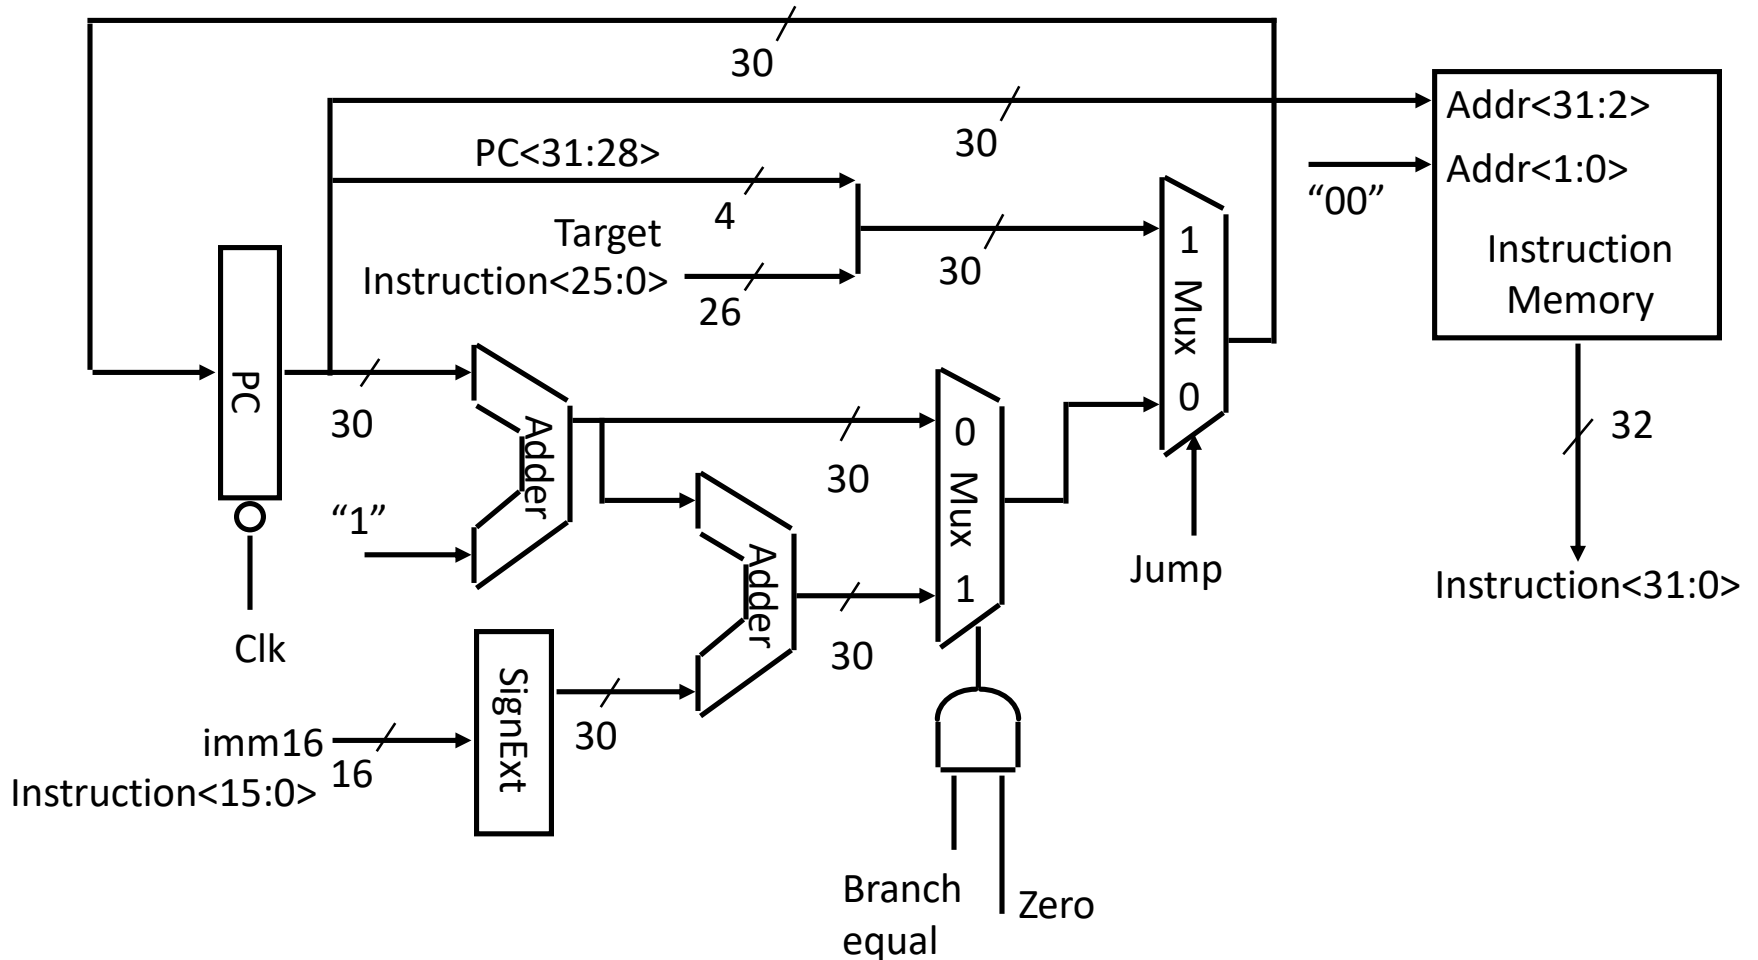 30
Addr<31:2>
PC<31:28>
30
Addr<1:0>
“00”
4
Target
Instruction<25:0>
26
30
1
Mux
0
Instruction
Memory
PC
30
Adder
“1”
30
0
Mux
1
32
Adder
Jump
Instruction<31:0>
Clk
SignExt
30
30
imm16
16
Instruction<15:0>
Branch
equal
Zero